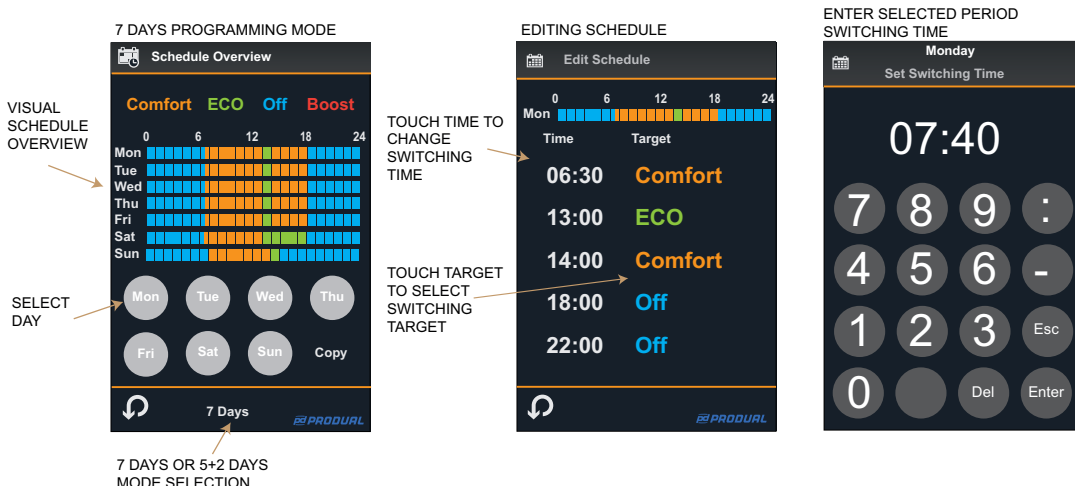 7 DAYS PROGRAMMING MODE
Schedule Overview
Comfort ECO Off Boost
0 6 12 18 24
Mon
Tue
Wed
Thu
Fri
Sat
Sun
Mon Tue Wed Thu
Fri Sat Sun Copy
7 Days
PRODUAL
VISUAL
SCHEDULE
OVERVIEW
SELECT
DAY
7 DAYS OR 5+2 DAYS
MODE SELECTION
EDITING SCHEDULE
Edit Schedule
0 6 12 18 24
Mon
Time Target
06:30 Comfort
13:00 ECO
14:00 Comfort
18:00 Off
22:00 Off
PRODUAL
TOUCH TIME TO
CHANGE
SWITCHING
TIME
TOUCH TARGET
TO SELECT
SWITCHING
TARGET
ENTER SELECTED PERIOD
SWITCHING TIME
Monday
Set Switching Time
07:40
7 8 9 :
4 5 6 -
1 2 3 Esc
0 Del Enter